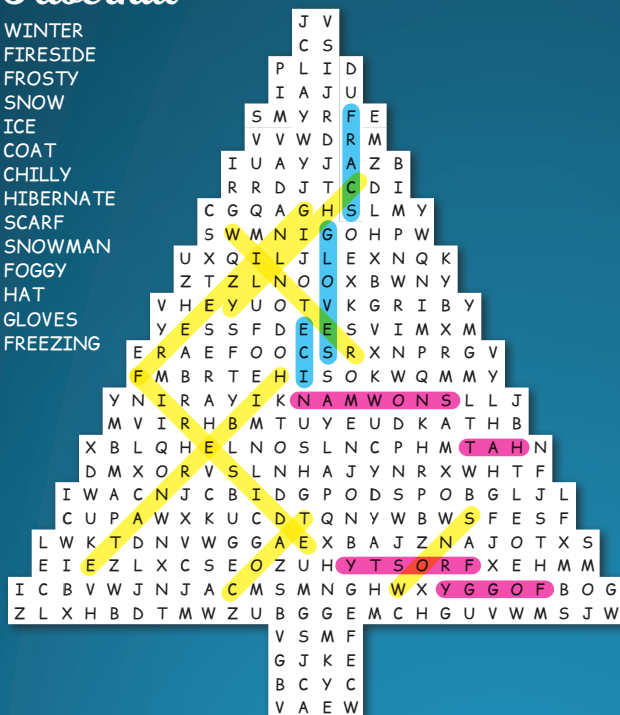 WINTER
FIRESIDE
FROSTY
SNOW
ICE
COAT
CHILLY
HIBERNATE
SCARF
SNOWMAN
FOGGY
HAT
GLOVES
FREEZING
J V
C S
P L I D
I A J U
S M Y R F E
V V W D R M
I U A Y J A Z B
R R D J T C D I
C G Q A G H S L M Y
S W M N I G O H P W
U X Q I L J L E X N Q K
Z T Z L N O O X B W N Y
V H E Y U O T V K G R I B Y
Y E S S F D E E S V I M X M
E R A E F O O C S R X N P R G V
F M B R T E H I S O K W Q M M Y
Y N I R A Y I K N A M W O N S L L J
M V I R H B M T U Y E U D K A T H B
X B L Q H E L N O S L N C P H M T A H N
D M X O R V S L N H A J Y N R X W H T F
I W A C N J C B I D G P O D S P O B G L J L
C U P A W X K U C D T Q N Y W B W S F E S F
L W K T D N V W G G A E X B A J Z N A J O T X S
E I E Z L X C S E O Z U H Y T S O R F X E H M M
I C B V W J N J A C M S M N G H W X Y G G O F B O G
Z L X H B D T M W Z U B G G E M C H G U V W M S J W
V S M F
G J K E
B C Y C
V A E W